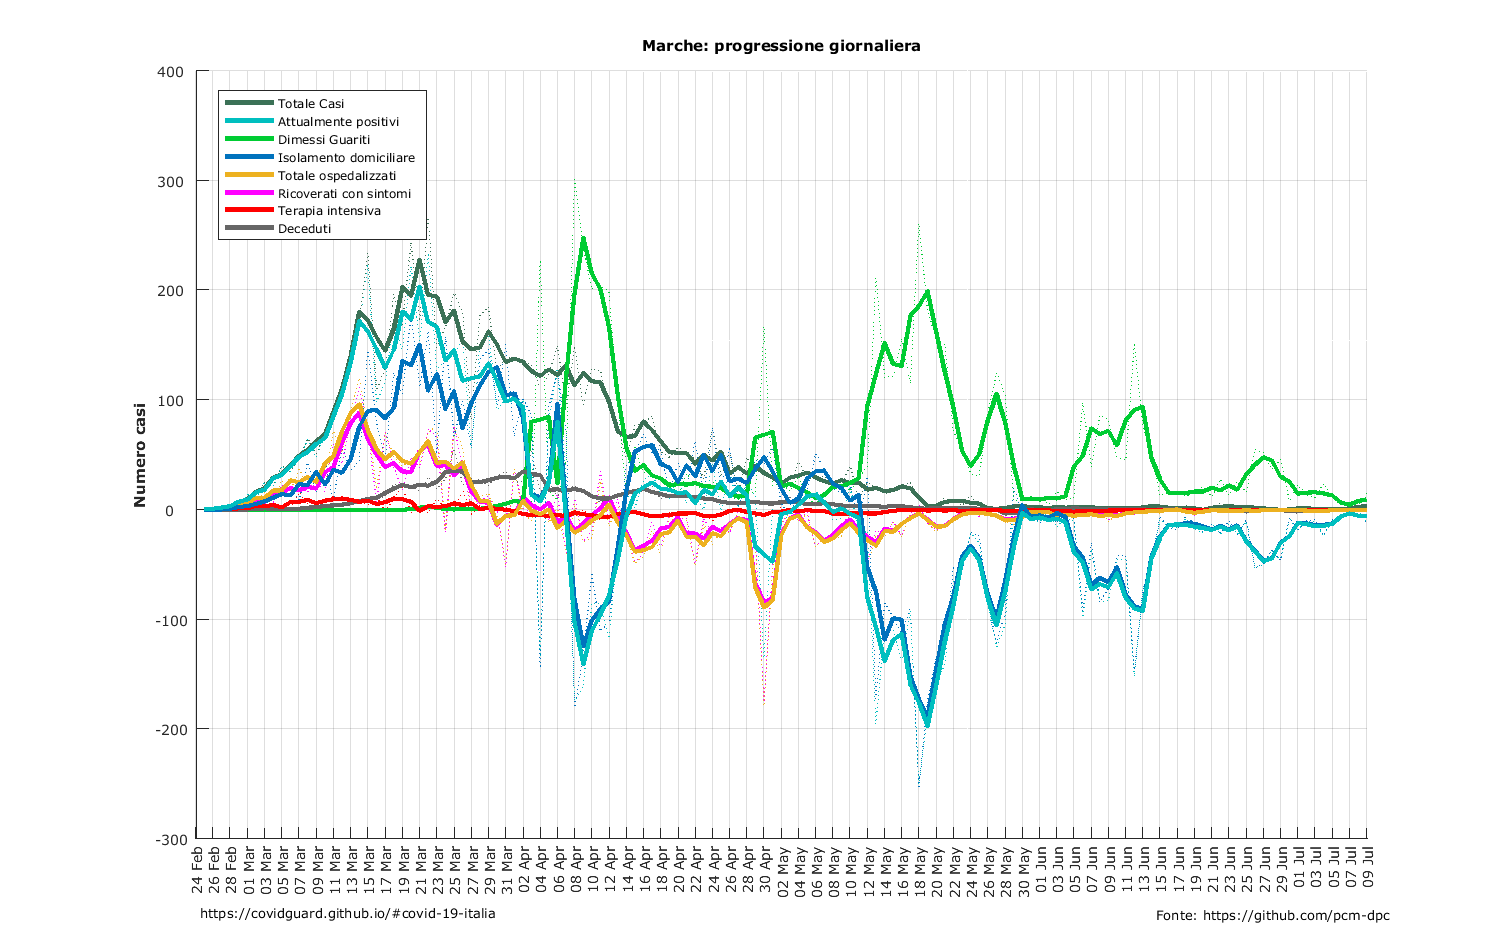 Marche: progressione giornaliera
400
300
200
100
0
-100
-200
-300
Numero casi
Totale Casi
Attualmente positivi
Dimessi Guariti
Isolamento domiciliare
Totale ospedalizzati
Ricoverati con sintomi
Terapia intensiva
Deceduti
24 Feb
26 Feb
28 Feb
01 Mar
03 Mar
05 Mar
07 Mar
09 Mar
11 Mar
13 Mar
15 Mar
17 Mar
19 Mar
21 Mar
23 Mar
25 Mar
27 Mar
29 Mar
31 Mar
02 Apr
04 Apr
06 Apr
08 Apr
10 Apr
12 Apr
14 Apr
16 Apr
18 Apr
20 Apr
22 Apr
24 Apr
26 Apr
28 Apr
30 Apr
02 May
04 May
06 May
08 May
10 May
12 May
14 May
16 May
18 May
20 May
22 May
24 May
26 May
28 May
30 May
01 Jun
03 Jun
05 Jun
07 Jun
09 Jun
11 Jun
13 Jun
15 Jun
17 Jun
19 Jun
21 Jun
23 Jun
25 Jun
27 Jun
29 Jun
01 Jul
03 Jul
05 Jul
07 Jul
09 Jul
https://covidguard.github.io/#covid-19-italia
Fonte: https://github.com/pcm-dpc